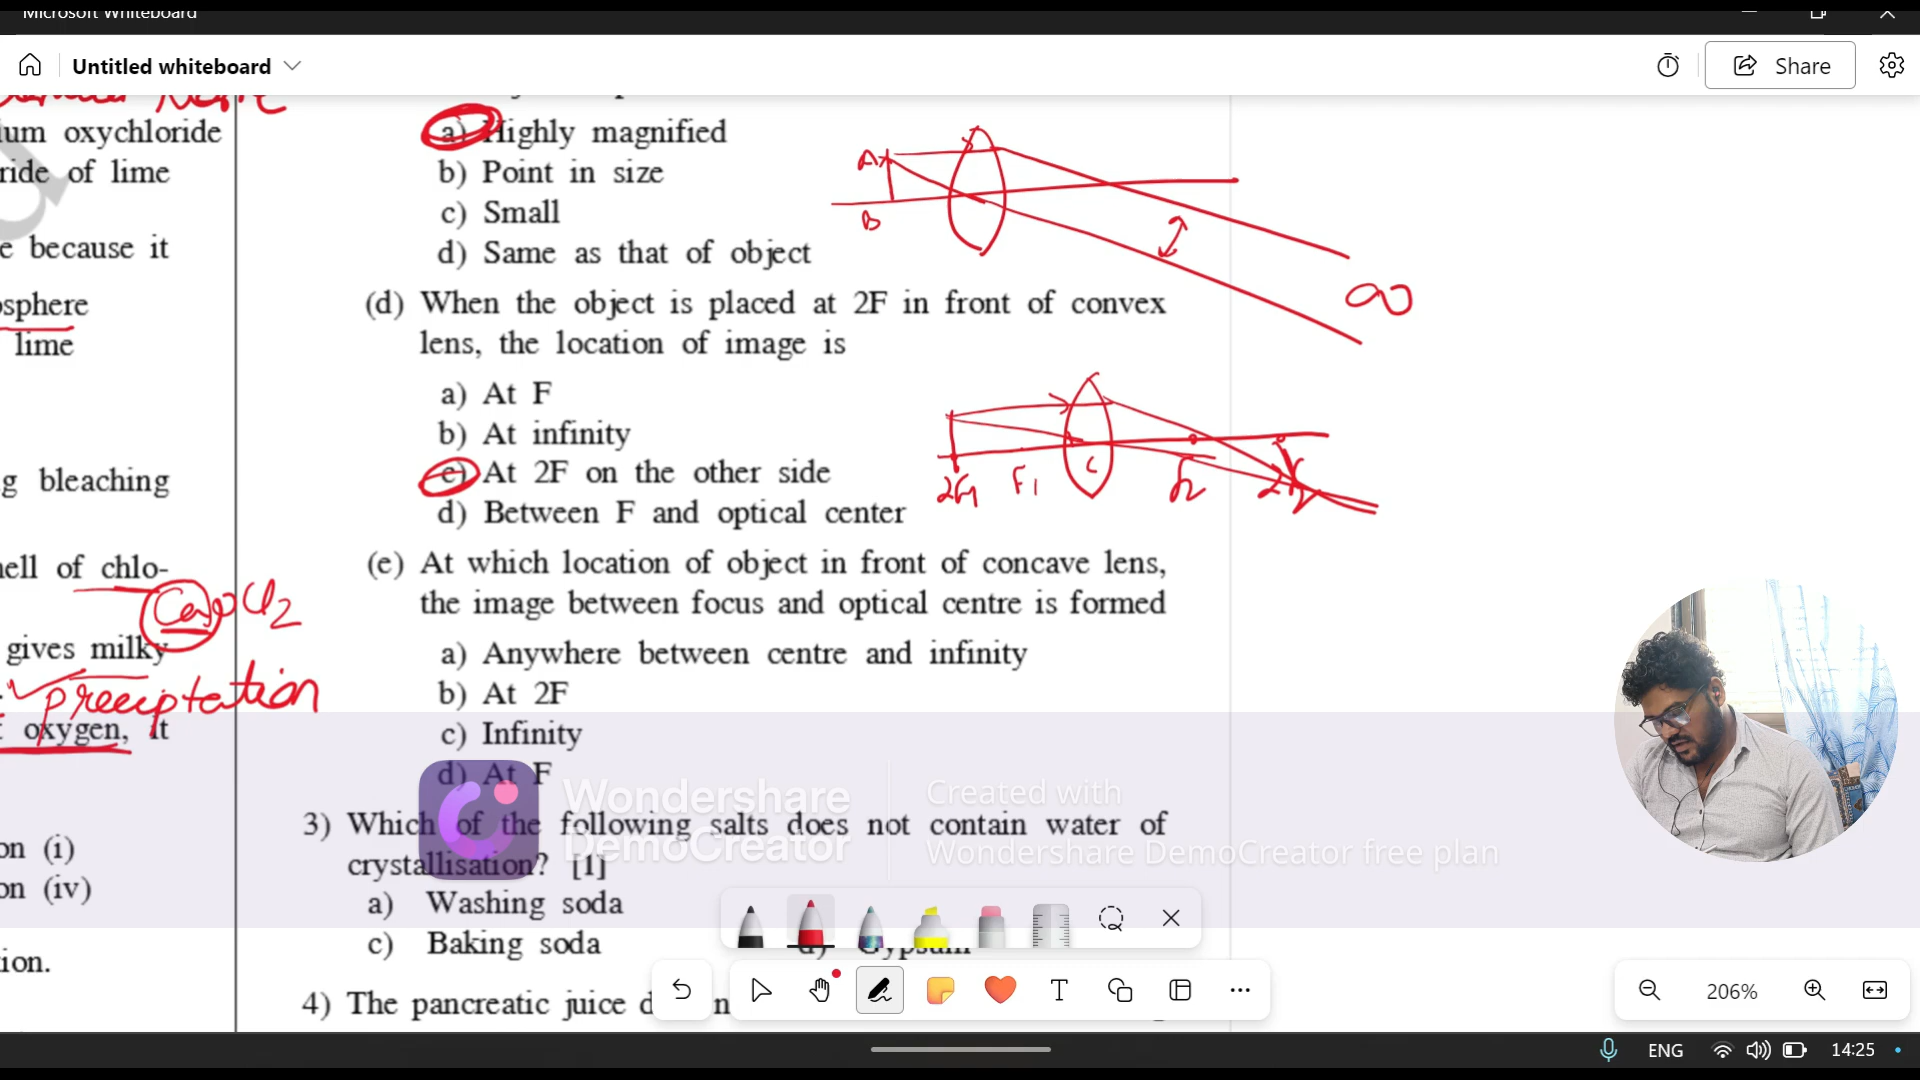 Microsoft Whiteboard
Untitled whiteboard
Share
um oxychloride
ride of lime
e because it
osphere
lime
g bleaching
ell of chlo-
CaOCl2
gives milky
preciptation
oxygen, it
on (i)
on (iv)
ion.
a) Highly magnified
b) Point in size
c) Small
d) Same as that of object
A
B
∞
(d) When the object is placed at 2F in front of convex
lens, the location of image is
a) At F
b) At infinity
c) At 2F on the other side
d) Between F and optical center
2F1 F1 C F2 2F2
(e) At which location of object in front of concave lens,
the image between focus and optical centre is formed
a) Anywhere between centre and infinity
b) At 2F
c) Infinity
d) At F
Wondershare
DemoCreator
Created with
Wondershare DemoCreator free plan
3) Which of the following salts does not contain water of
crystallisation? [1]
a) Washing soda
c) Baking soda
d) Gypsum
4) The pancreatic juice
206%
ENG
14:25